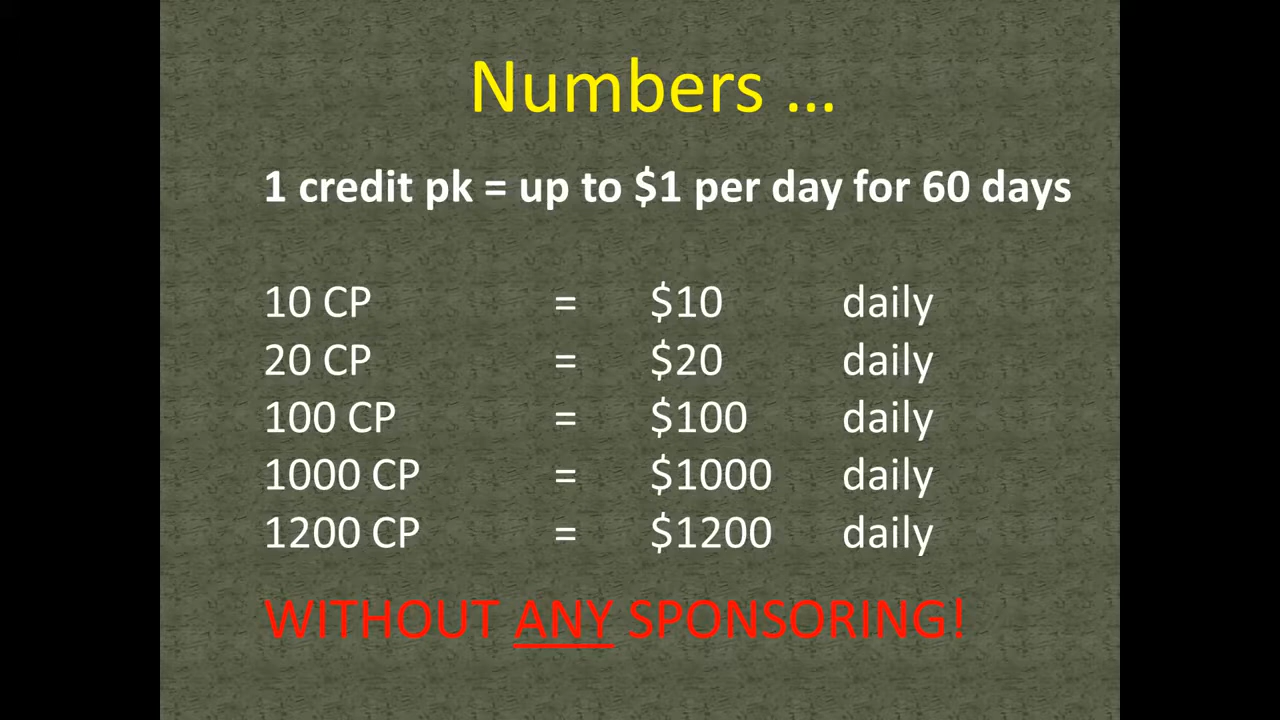 Numbers ...
1 credit pk = up to $1 per day for 60 days
10 CP = $10 daily
20 CP = $20 daily
100 CP = $100 daily
1000 CP = $1000 daily
1200 CP = $1200 daily
WITHOUT ANY SPONSORING!